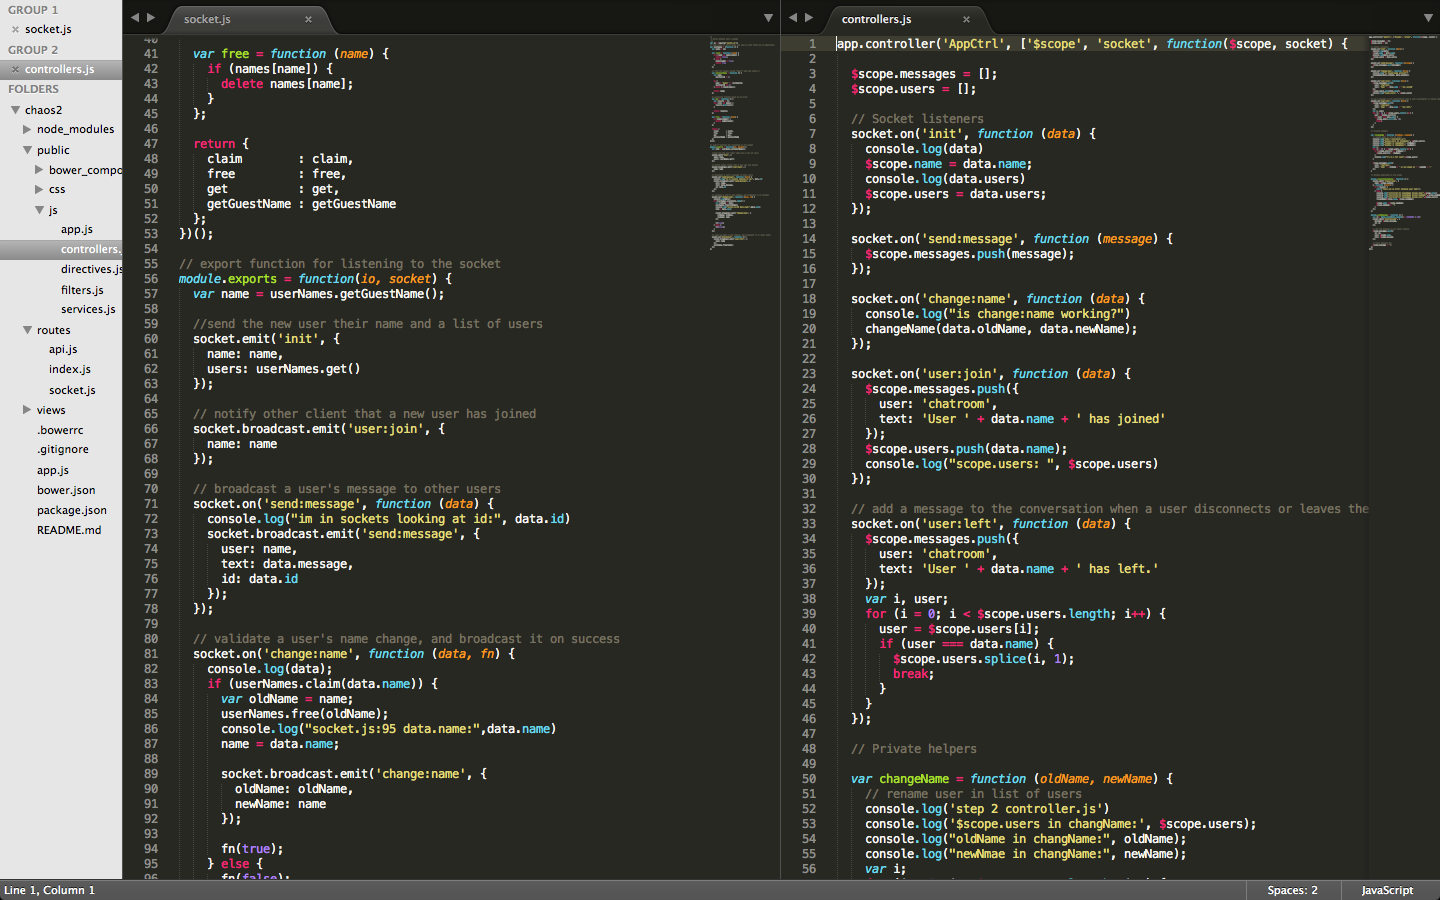 GROUP 1
socket.js
GROUP 2
controllers.js
FOLDERS
chaos2
node_modules
public
bower_compo
css
js
app.js
controllers.
directives.js
filters.js
services.js
routes
api.js
index.js
socket.js
views
.bowerrc
.gitignore
app.js
bower.json
package.json
README.md
socket.js
40
41 var free = function (name) {
42 if (names[name]) {
43 delete names[name];
44 }
45 };
46
47 return {
48 claim : claim,
49 free : free,
50 get : get,
51 getGuestName : getGuestName
52 };
53 })();
54
55 // export function for listening to the socket
56 module.exports = function(io, socket) {
57 var name = userNames.getGuestName();
58
59 //send the new user their name and a list of users
60 socket.emit('init', {
61 name: name,
62 users: userNames.get()
63 });
64
65 // notify other client that a new user has joined
66 socket.broadcast.emit('user:join', {
67 name: name
68 });
69
70 // broadcast a user's message to other users
71 socket.on('send:message', function (data) {
72 console.log("im in sockets looking at id:", data.id)
73 socket.broadcast.emit('send:message', {
74 user: name,
75 text: data.message,
76 id: data.id
77 });
78 });
79
80 // validate a user's name change, and broadcast it on success
81 socket.on('change:name', function (data, fn) {
82 console.log(data);
83 if (userNames.claim(data.name)) {
84 var oldName = name;
85 userNames.free(oldName);
86 console.log("socket.js:95 data.name:",data.name)
87 name = data.name;
88
89 socket.broadcast.emit('change:name', {
90 oldName: oldName,
91 newName: name
92 });
93
94 fn(true);
95 } else {
96 fn(false);
controllers.js
1 app.controller('AppCtrl', ['$scope', 'socket', function($scope, socket) {
2
3 $scope.messages = [];
4 $scope.users = [];
5
6 // Socket listeners
7 socket.on('init', function (data) {
8 console.log(data)
9 $scope.name = data.name;
10 console.log(data.users)
11 $scope.users = data.users;
12 });
13
14 socket.on('send:message', function (message) {
15 $scope.messages.push(message);
16 });
17
18 socket.on('change:name', function (data) {
19 console.log("is change:name working?")
20 changeName(data.oldName, data.newName);
21 });
22
23 socket.on('user:join', function (data) {
24 $scope.messages.push({
25 user: 'chatroom',
26 text: 'User ' + data.name + ' has joined'
27 });
28 $scope.users.push(data.name);
29 console.log("scope.users: ", $scope.users)
30 });
31
32 // add a message to the conversation when a user disconnects or leaves the
33 socket.on('user:left', function (data) {
34 $scope.messages.push({
35 user: 'chatroom',
36 text: 'User ' + data.name + ' has left.'
37 });
38 var i, user;
39 for (i = 0; i < $scope.users.length; i++) {
40 user = $scope.users[i];
41 if (user === data.name) {
42 $scope.users.splice(i, 1);
43 break;
44 }
45 }
46 });
47
48 // Private helpers
49
50 var changeName = function (oldName, newName) {
51 // rename user in list of users
52 console.log('step 2 controller.js')
53 console.log('$scope.users in changName:', $scope.users);
54 console.log("oldName in changName:", oldName);
55 console.log("newNmae in changName:", newName);
56 var i;
Line 1, Column 1
Spaces: 2
JavaScript